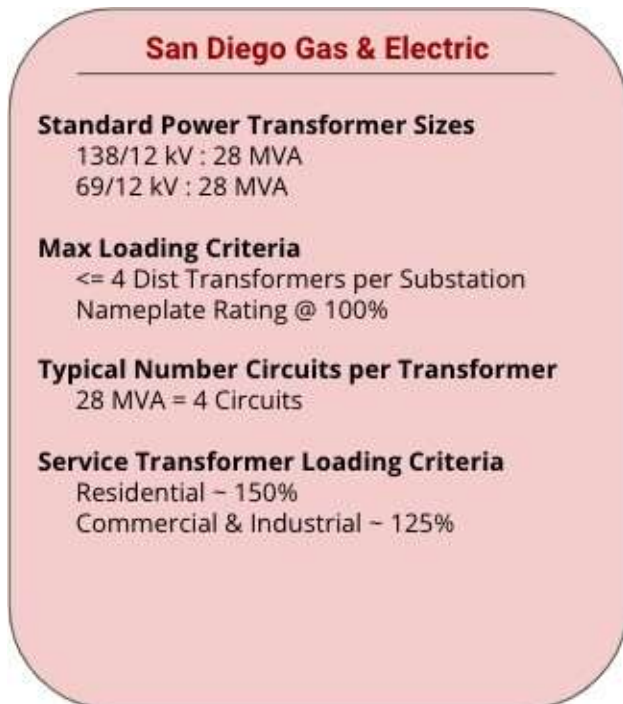 San Diego Gas & Electric
Standard Power Transformer Sizes
138/12 kV : 28 MVA
69/12 kV : 28 MVA
Max Loading Criteria
<= 4 Dist Transformers per Substation
Nameplate Rating @ 100%
Typical Number Circuits per Transformer
28 MVA = 4 Circuits
Service Transformer Loading Criteria
Residential ~ 150%
Commercial & Industrial ~ 125%